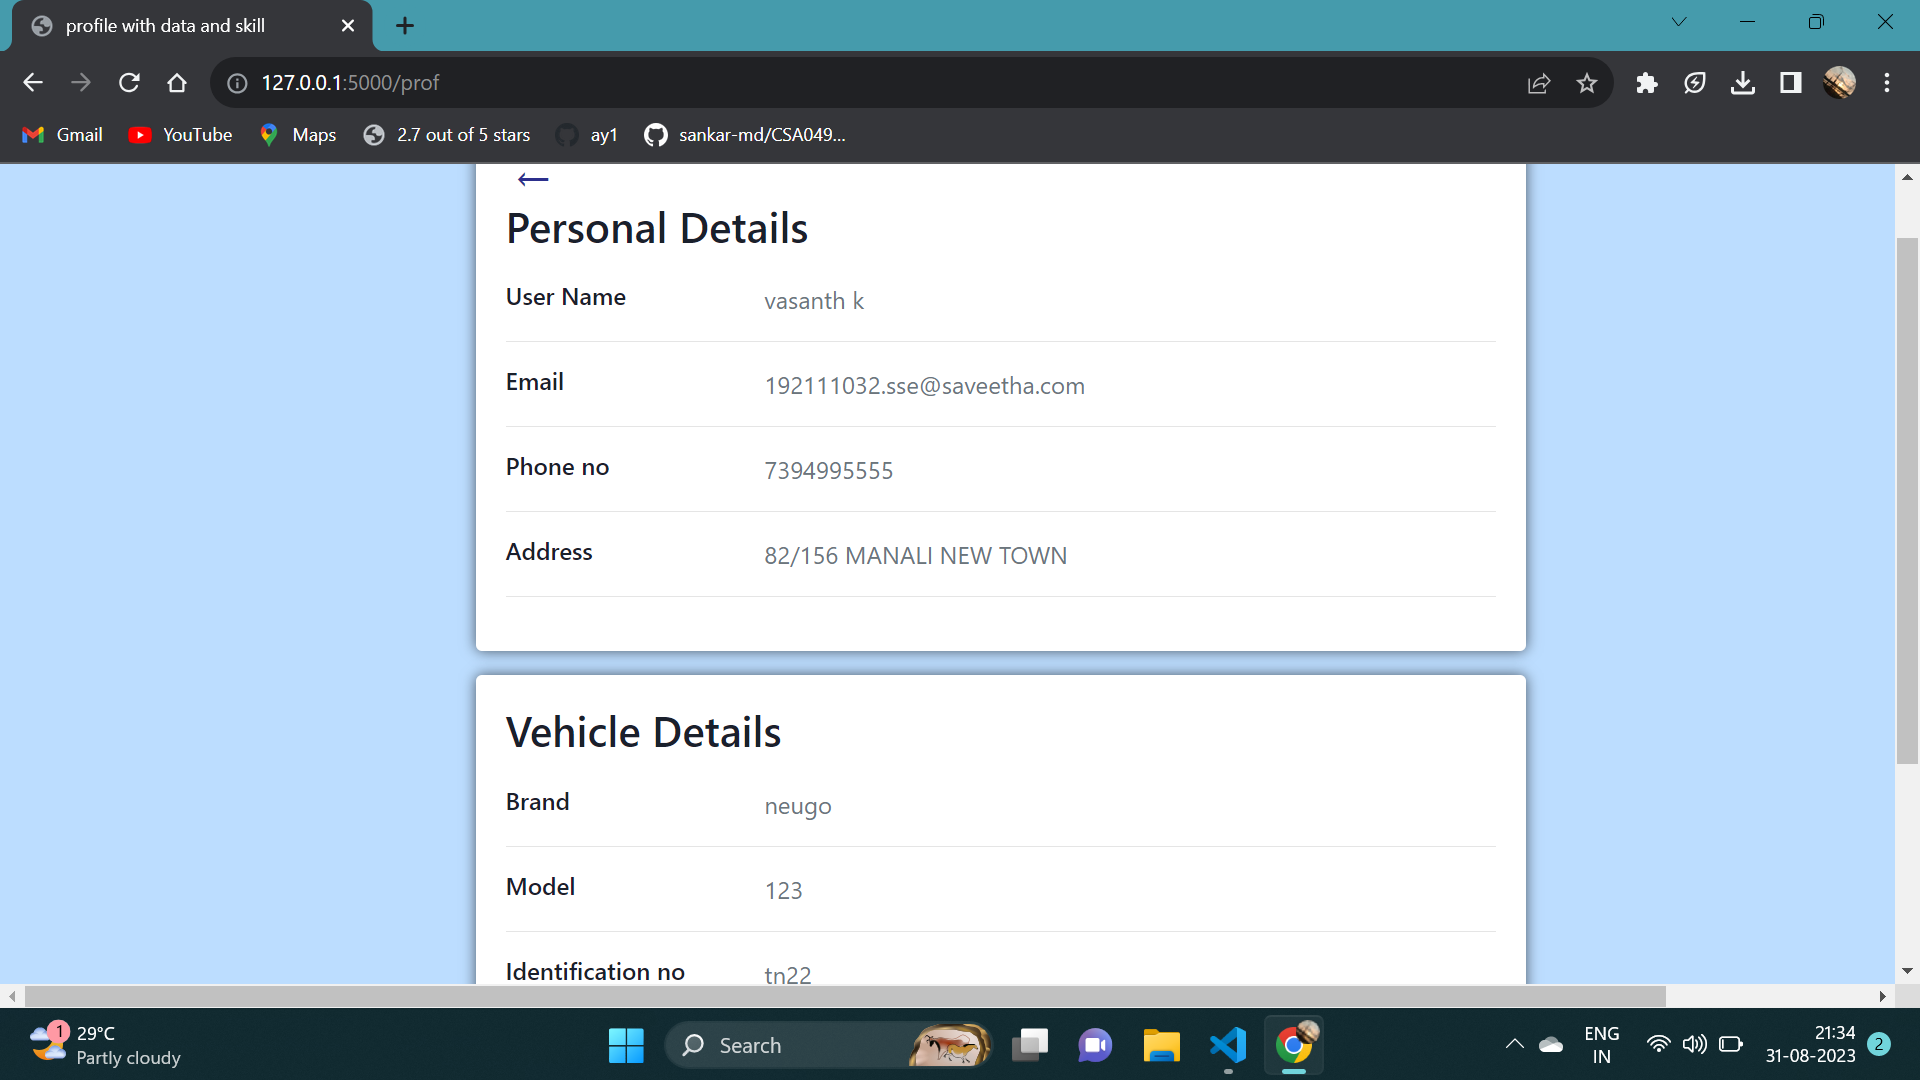 profile with data and skill
127.0.0.1:5000/prof
Gmail
YouTube
Maps
2.7 out of 5 stars
ay1
sankar-md/CSA049...
Personal Details
User Name
vasanth k
Email
192111032.sse@saveetha.com
Phone no
7394995555
Address
82/156 MANALI NEW TOWN
Vehicle Details
Brand
neugo
Model
123
Identification no
tn22
1
29°C
Partly cloudy
Search
ENG
IN
21:34
31-08-2023
2